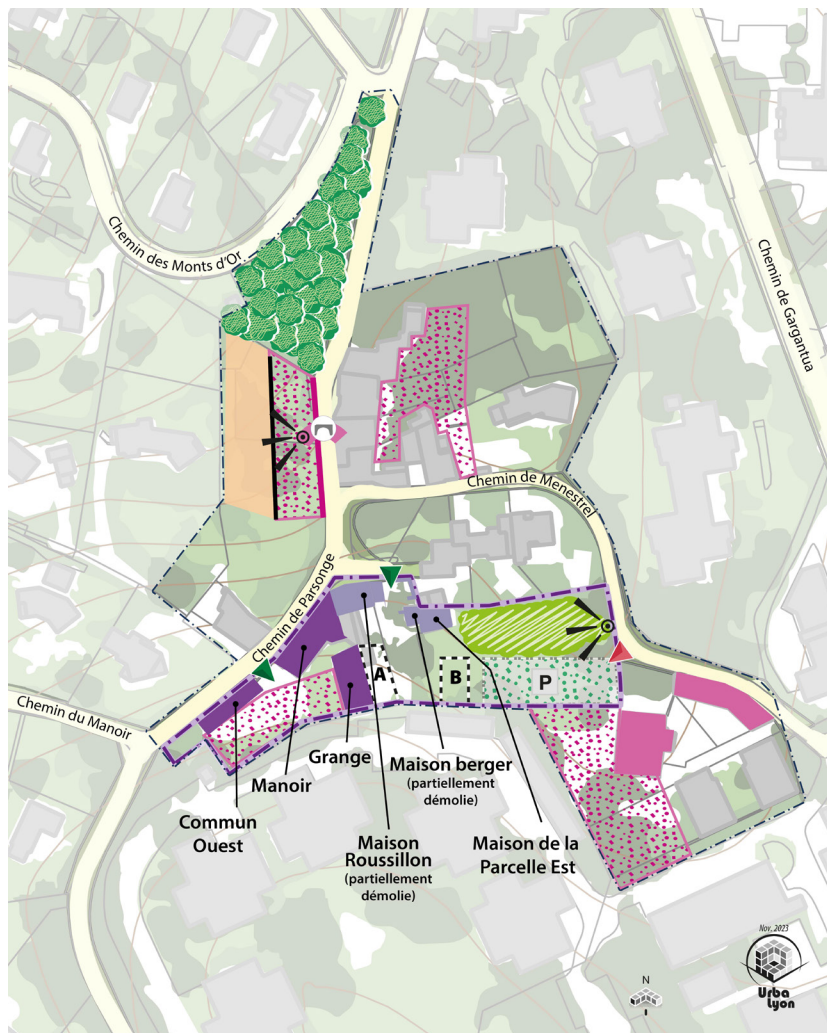 Chemin des Monts d'Or
Chemin de Gargantua
Chemin de Menestrel
Chemin de Parsonge
A
B
P
Chemin du Manoir
Grange
Manoir
Commun
Ouest
Maison berger
(partiellement
démolie)
Maison
Roussillon
(partiellement
démolie)
Maison de la
Parcelle Est
Nov, 2023
N
Urba
Lyon